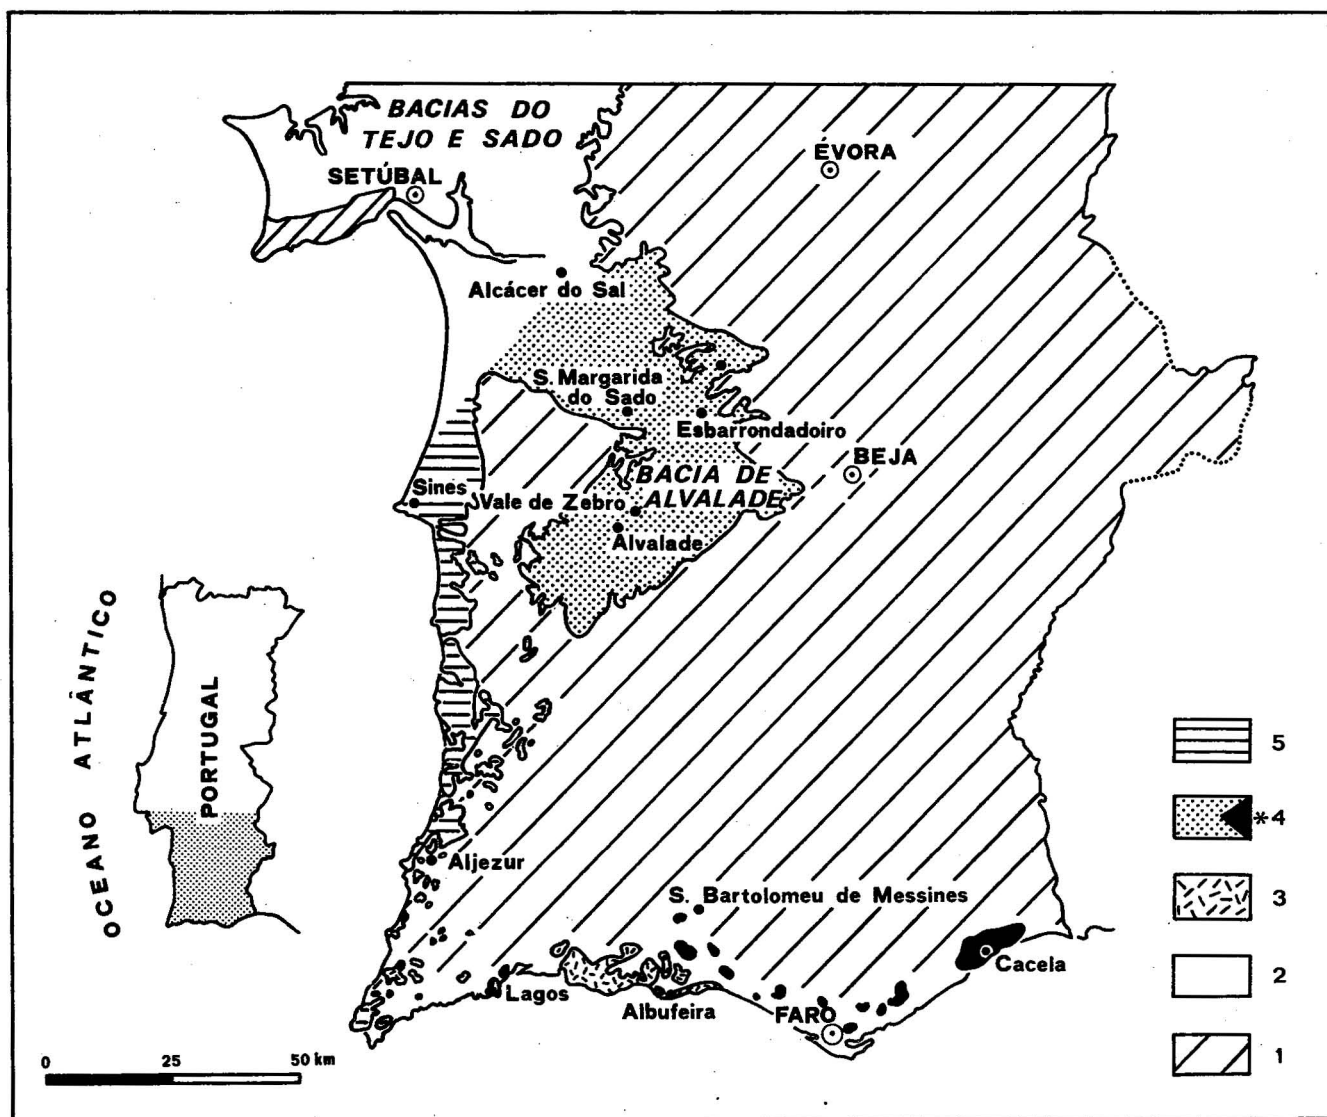 BACIAS DO
TEJO E SADO
SETÚBAL
ÉVORA
Alcácer do Sal
S. Margarida
do Sado
Esbarrondadoiro
BEJA
BACIA DE
ALVALADE
Sines
Vale de Zebro
Alvalade
OCEANO ATLÂNTICO
PORTUGAL
5
*4
3
2
1
Aljezur
S. Bartolomeu de Messines
Cacela
Lagos
Albufeira
FARO
0 25 50 km